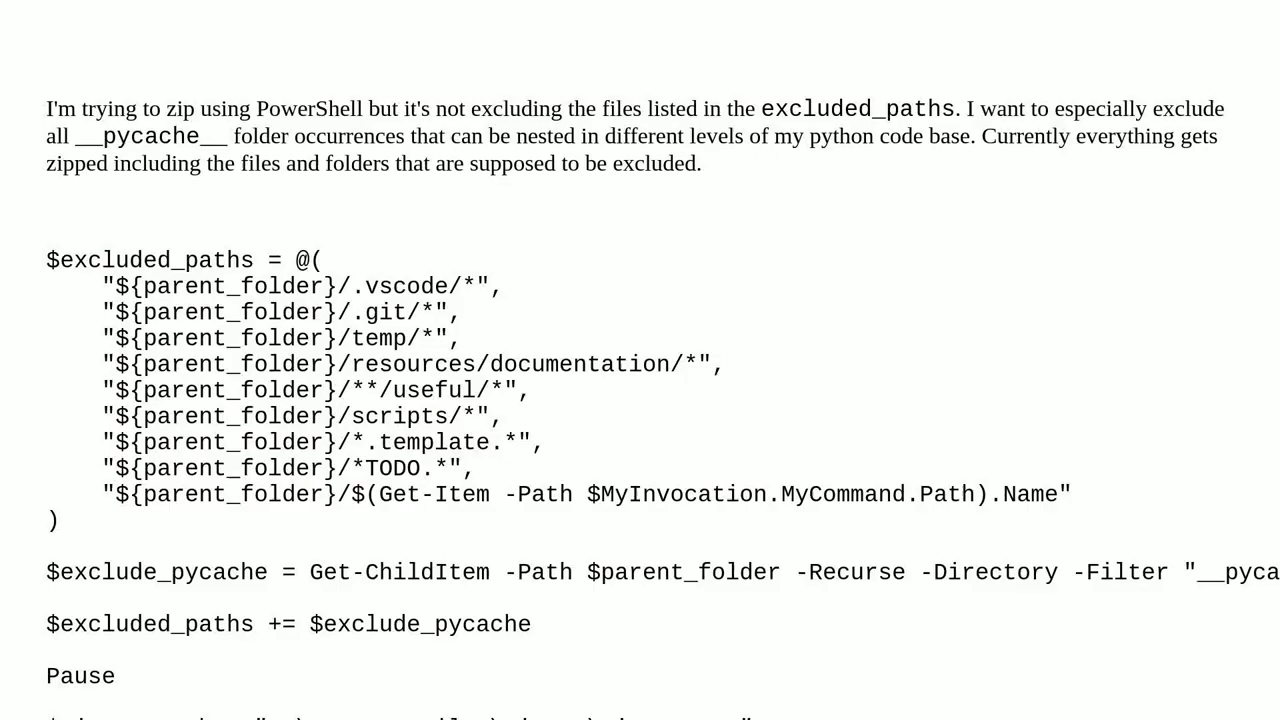 I'm trying to zip using PowerShell but it's not excluding the files listed in the excluded_paths. I want to especially exclude
all __pycache__ folder occurrences that can be nested in different levels of my python code base. Currently everything gets
zipped including the files and folders that are supposed to be excluded.
$excluded_paths = @(
    "${parent_folder}/.vscode/*",
    "${parent_folder}/.git/*",
    "${parent_folder}/temp/*",
    "${parent_folder}/resources/documentation/*",
    "${parent_folder}/**/useful/*",
    "${parent_folder}/scripts/*",
    "${parent_folder}/*.template.*",
    "${parent_folder}/*TODO.*",
    "${parent_folder}/$(Get-Item -Path $MyInvocation.MyCommand.Path).Name"
)
$exclude_pycache = Get-ChildItem -Path $parent_folder -Recurse -Directory -Filter "__pyca
$excluded_paths += $exclude_pycache
Pause